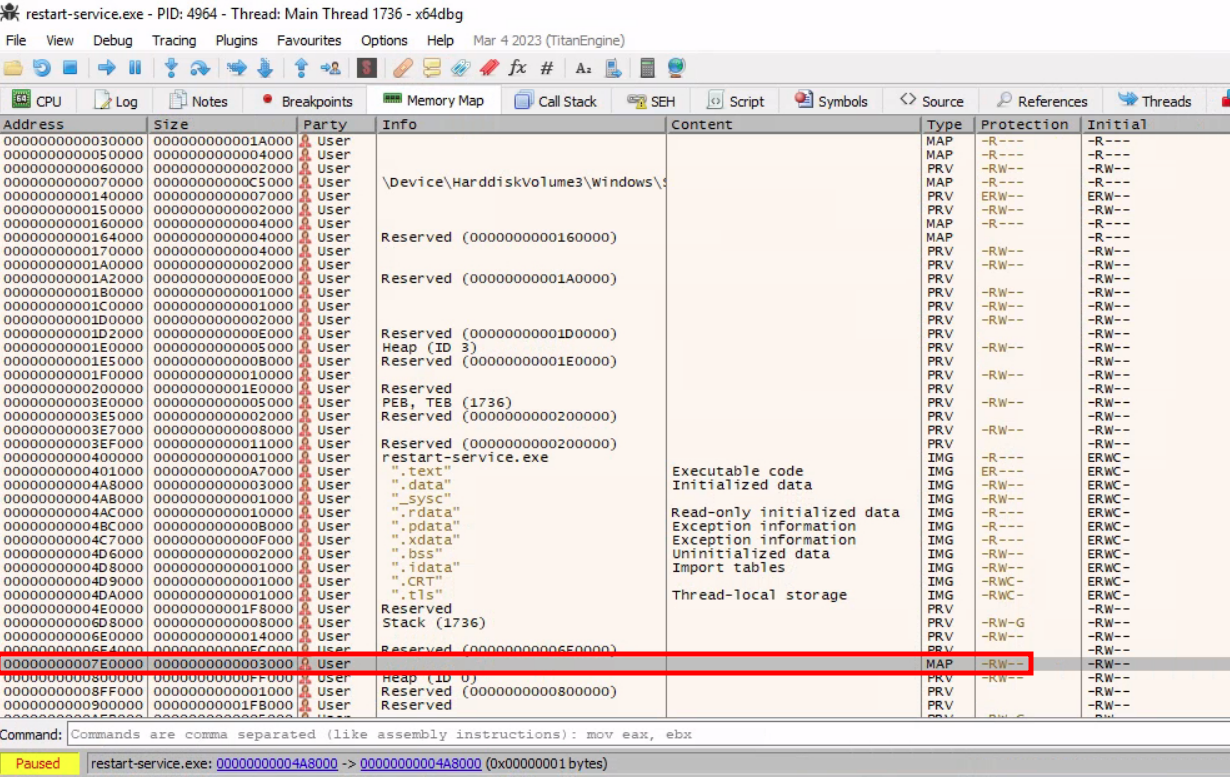 restart-service.exe - PID: 4964 - Thread: Main Thread 1736 - x64dbg
File View Debug Tracing Plugins Favourites Options Help Mar 4 2023 (TitanEngine)
CPU Log Notes Breakpoints Memory Map Call Stack SEH Script Symbols Source References Threads
Address Size Party Info Content Type Protection Initial
0000000000030000 000000000001A000 User MAP -R--- -R---
0000000000050000 0000000000004000 User MAP -R--- -R---
0000000000060000 0000000000002000 User PRV -RW-- -RW--
0000000000070000 00000000000C5000 User \Device\HarddiskVolume3\Windows\S MAP -R--- -R---
0000000000140000 0000000000007000 User PRV ERW-- ERW--
0000000000150000 0000000000002000 User PRV -RW-- -RW--
0000000000160000 0000000000004000 User MAP -R--- -R---
0000000000164000 0000000000004000 User Reserved (0000000000160000) MAP -R---
0000000000170000 0000000000004000 User PRV -RW-- -RW--
00000000001A0000 0000000000002000 User PRV -RW-- -RW--
00000000001A2000 000000000000E000 User Reserved (00000000001A0000) PRV -RW--
00000000001B0000 0000000000001000 User PRV -RW-- -RW--
00000000001C0000 0000000000001000 User PRV -RW-- -RW--
00000000001D0000 0000000000002000 User PRV -RW-- -RW--
00000000001D2000 000000000000E000 User Reserved (00000000001D0000) PRV -RW--
00000000001E0000 0000000000005000 User Heap (ID 3) PRV -RW-- -RW--
00000000001E5000 000000000000B000 User Reserved (00000000001E0000) PRV -RW--
00000000001F0000 0000000000010000 User PRV -RW-- -RW--
0000000000200000 00000000001E0000 User Reserved PRV -RW--
00000000003E0000 0000000000005000 User PEB, TEB (1736) PRV -RW-- -RW--
00000000003E5000 0000000000002000 User Reserved (0000000000200000) PRV -RW--
00000000003E7000 0000000000008000 User PRV -RW-- -RW--
00000000003EF000 0000000000011000 User Reserved (0000000000200000) PRV -RW--
0000000000400000 0000000000001000 User restart-service.exe IMG -R--- ERWC-
0000000000401000 00000000000A7000 User ".text" Executable code IMG ER--- ERWC-
00000000004A8000 0000000000003000 User ".data" Initialized data IMG -RW-- ERWC-
00000000004AB000 0000000000001000 User "_sysc" IMG -RW-- ERWC-
00000000004AC000 0000000000010000 User ".rdata" Read-only initialized data IMG -R--- ERWC-
00000000004BC000 000000000000B000 User ".pdata" Exception information IMG -R--- ERWC-
00000000004C7000 000000000000F000 User ".xdata" Exception information IMG -R--- ERWC-
00000000004D6000 0000000000002000 User ".bss" Uninitialized data IMG -RW-- ERWC-
00000000004D8000 0000000000001000 User ".idata" Import tables IMG -RW-- ERWC-
00000000004D9000 0000000000001000 User ".CRT" IMG -RWC- ERWC-
00000000004DA000 0000000000001000 User ".tls" Thread-local storage IMG -RWC- ERWC-
00000000004E0000 00000000001F8000 User Reserved PRV -RW--
00000000006D8000 0000000000008000 User Stack (1736) PRV -RW-G -RW--
00000000006E0000 0000000000014000 User PRV -RW-- -RW--
00000000006F4000 00000000000EC000 User Reserved (00000000006E0000) PRV -RW--
00000000007E0000 0000000000003000 User MAP -RW-- -RW--
0000000000800000 00000000000FF000 User Heap (ID 0) PRV -RW-- -RW--
00000000008FF000 0000000000001000 User Reserved (0000000000800000) PRV -RW--
0000000000900000 00000000001FB000 User Reserved PRV -RW--
Command: Commands are comma separated (like assembly instructions): mov eax, ebx
Paused restart-service.exe: 00000000004A8000 -> 00000000004A8000 (0x00000001 bytes)